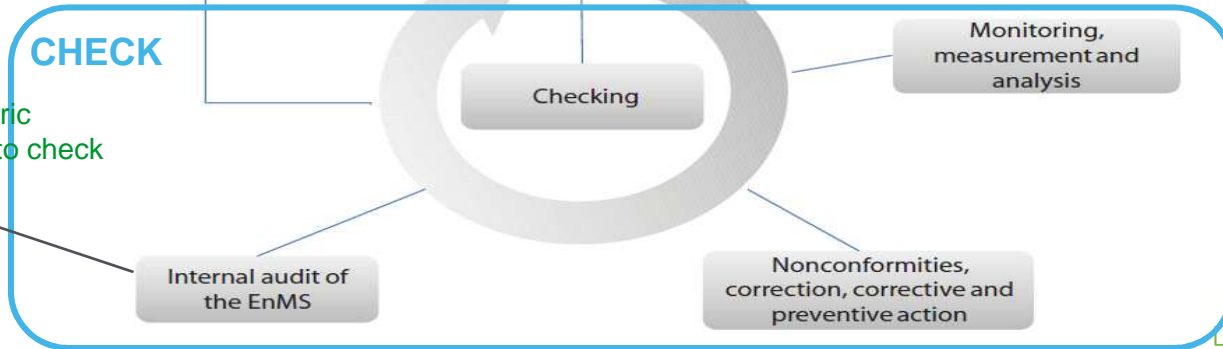 CHECK
Monitoring,
measurement and
analysis
Checking
to check
Internal audit of
the EnMS
Nonconformities,
correction, corrective and
preventive action